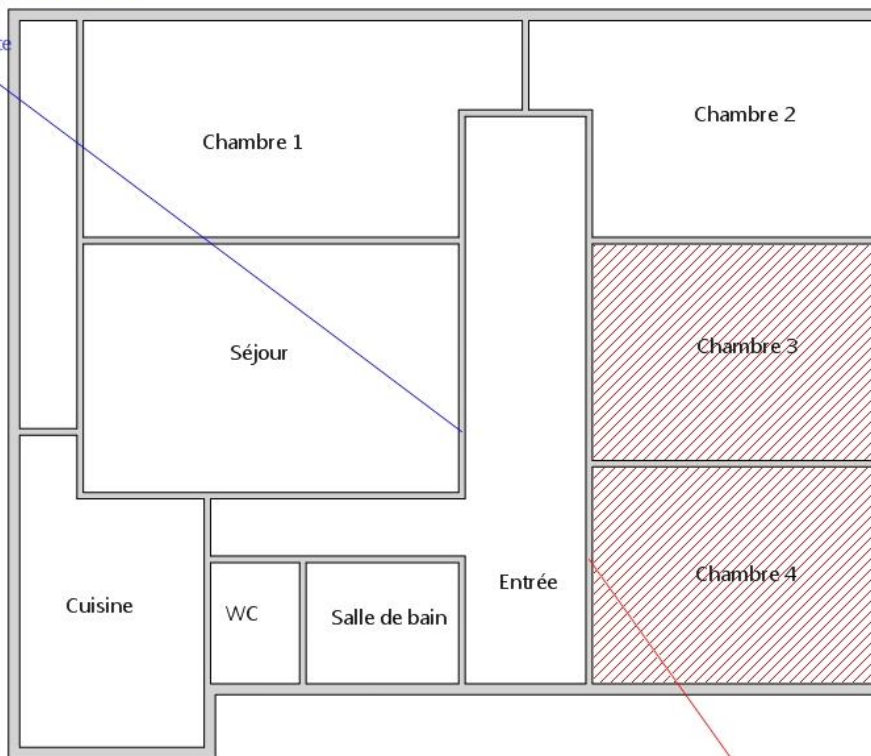 Chambre 1
Chambre 2
Séjour
Chambre 3
Chambre 4
Entrée
Cuisine
WC
Salle de bain